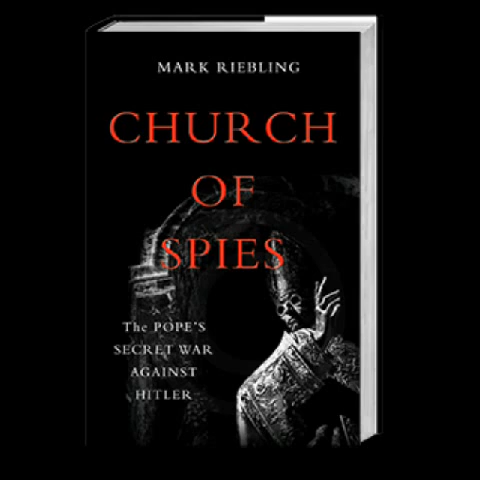 MARK RIEBLING
CHURCH
OF
SPIES
The POPE'S
SECRET WAR
AGAINST
HITLER